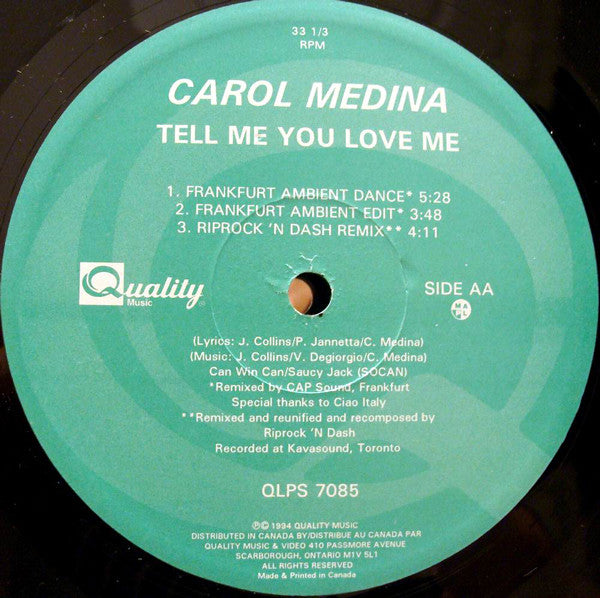 33 1/3
RPM
CAROL MEDINA
TELL ME YOU LOVE ME
1. FRANKFURT AMBIENT DANCE* 5:28
2. FRANKFURT AMBIENT EDIT* 3:48
3. RIPROCK 'N DASH REMIX** 4:11
Quality
Music
SIDE AA
MAPL
(Lyrics: J. Collins/P. Jannetta/C. Medina)
(Music: J. Collins/V. Degiorgio/C. Medina)
Can Win Can/Saucy Jack (SOCAN)
*Remixed by CAP Sound, Frankfurt
Special thanks to Ciao Italy
**Remixed and reunified and recomposed by
Riprock 'N Dash
Recorded at Kavasound, Toronto
QLPS 7085
℗© 1994 QUALITY MUSIC
DISTRIBUTED IN CANADA BY/DISTRIBUE AU CANADA PAR
QUALITY MUSIC & VIDEO 410 PASSMORE AVENUE
SCARBOROUGH, ONTARIO M1V 5L1
ALL RIGHTS RESERVED
Made & Printed in Canada